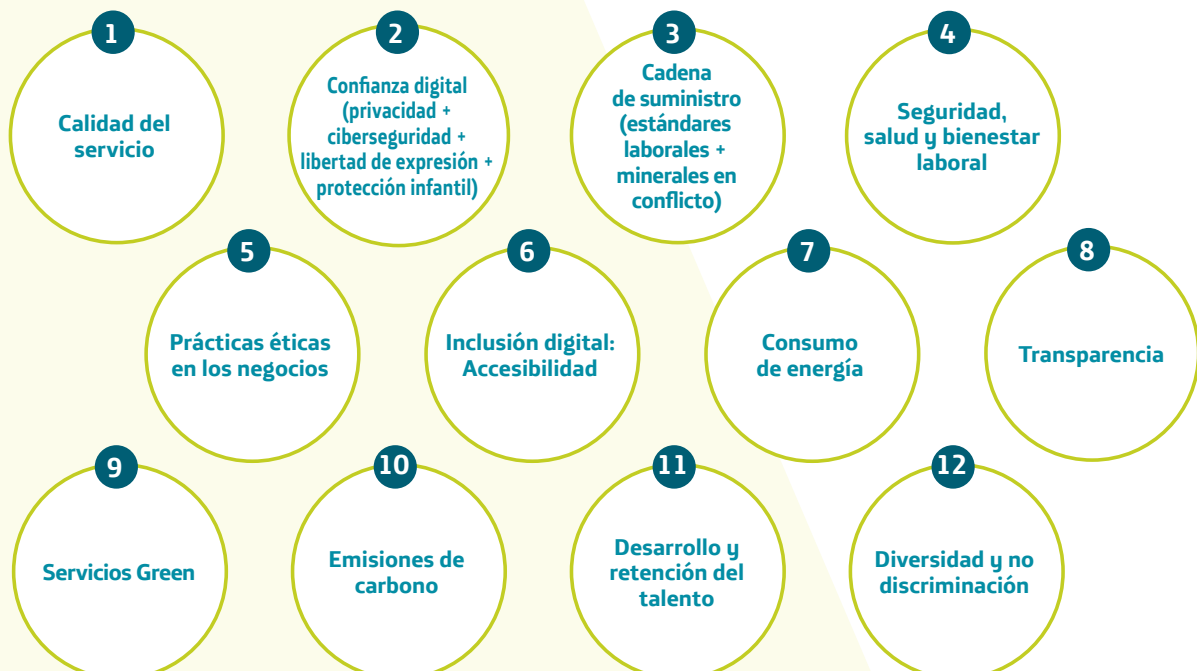 1
Calidad del
servicio
2
Confianza digital
(privacidad +
ciberseguridad +
libertad de expresión +
protección infantil)
3
Cadena
de suministro
(estándares
laborales +
minerales en
conflicto)
4
Seguridad,
salud y bienestar
laboral
5
Prácticas éticas
en los negocios
6
Inclusión digital:
Accesibilidad
7
Consumo
de energía
8
Transparencia
9
Servicios Green
10
Emisiones de
carbono
11
Desarrollo y
retención del
talento
12
Diversidad y no
discriminación